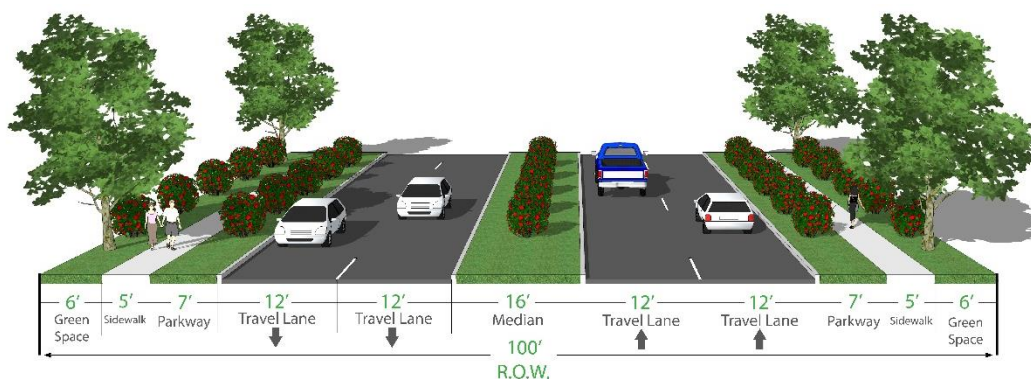 6’ 5’ 7’ 12’ 12’ 16’ 12’ 12’ 7’ 5’ 6’
Green Sidewalk Parkway Travel Lane Travel Lane Median Travel Lane Travel Lane Parkway Sidewalk Green
Space Space
100’
R.O.W.